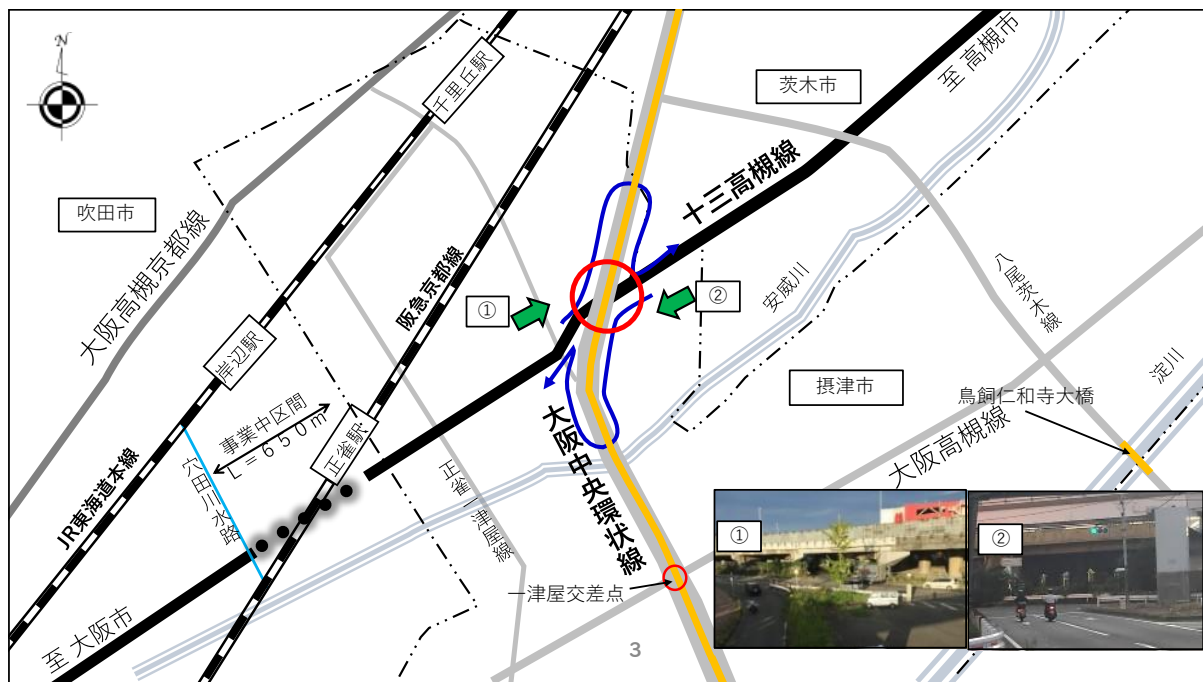 N
千里丘駅
茨木市
至 高槻市
十三高槻線
吹田市
大阪高槻京都線
阪急京都線
①
②
安威川
八尾茨木線
岸辺駅
摂津市
淀川
鳥飼仁和寺大橋
事業中区間
L=650m
正雀駅
大阪中央環状線
大阪高槻線
JR東海道本線
穴田川水路
正雀一津屋線
①
②
一津屋交差点
至 大阪市
3